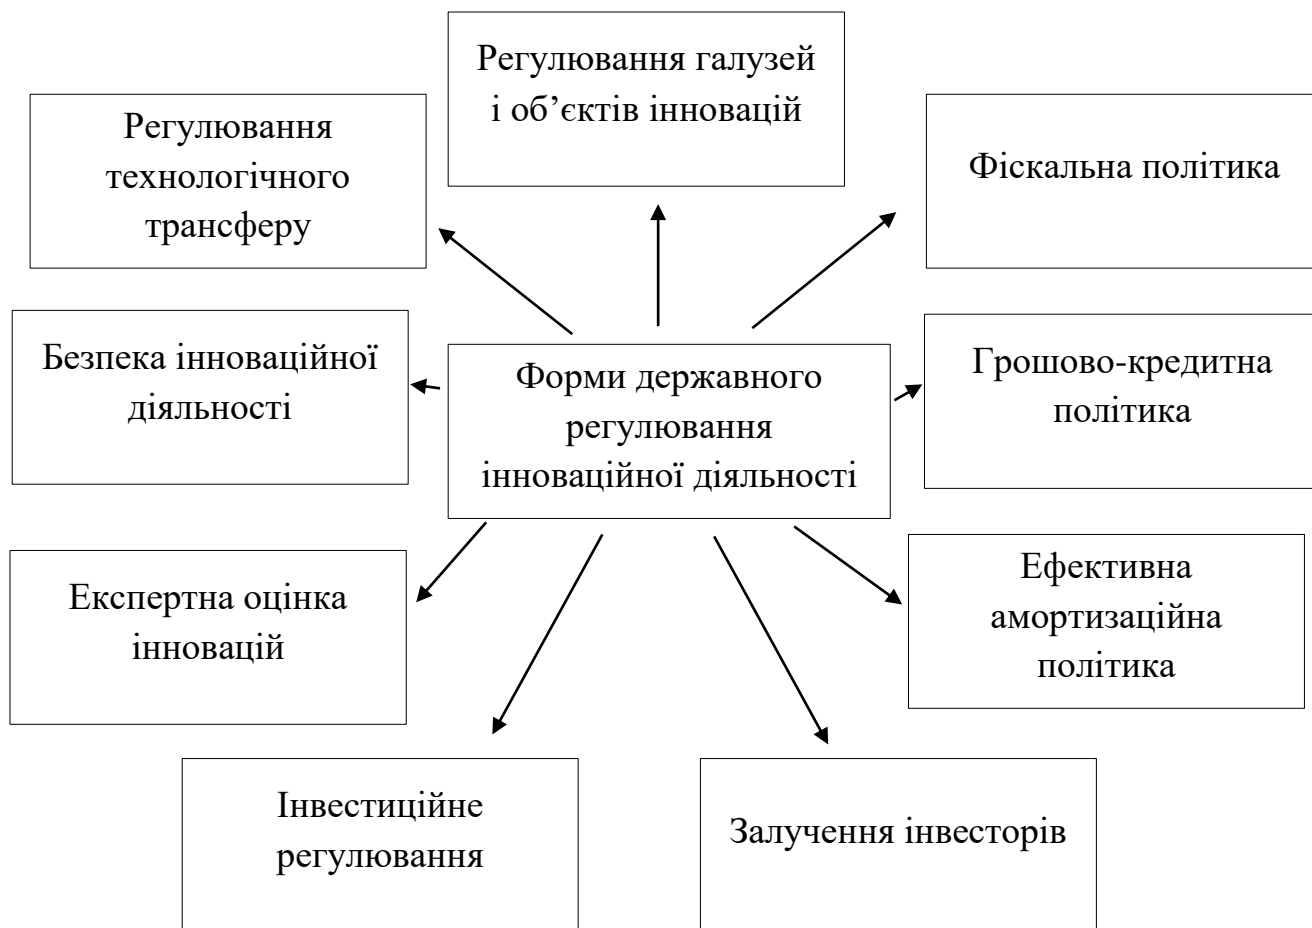 Регулювання галузей
і об’єктів інновацій
Регулювання
технологічного
трансферу
Фіскальна політика
Безпека інноваційної
діяльності
Форми державного
регулювання
інноваційної діяльності
Грошово-кредитна
політика
Експертна оцінка
інновацій
Ефективна
амортизаційна
політика
Інвестиційне
регулювання
Залучення інвесторів